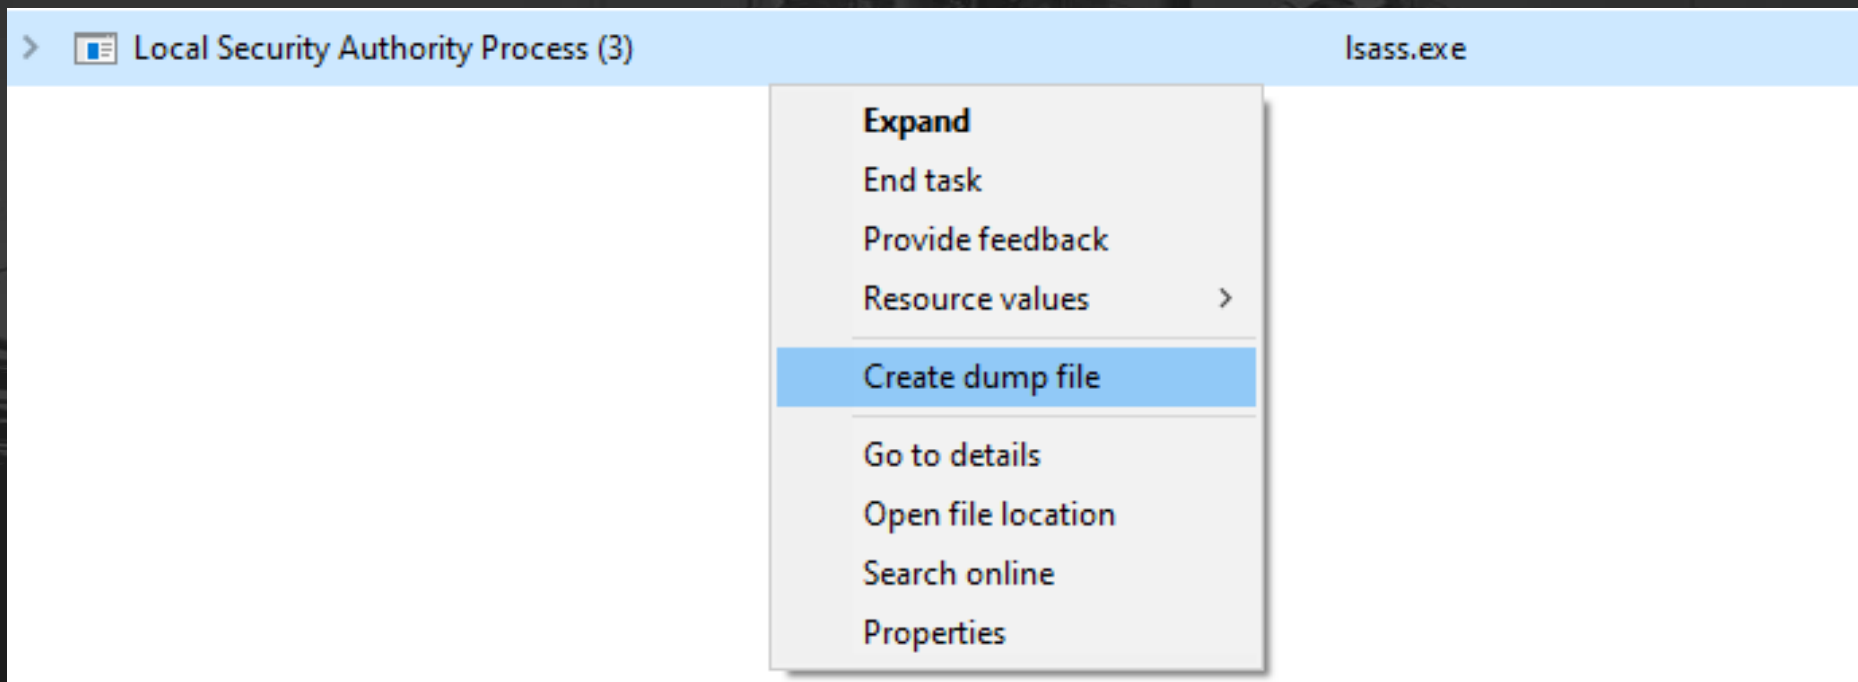 Local Security Authority Process (3) lsass.exe
Expand
End task
Provide feedback
Resource values
Create dump file
Go to details
Open file location
Search online
Properties